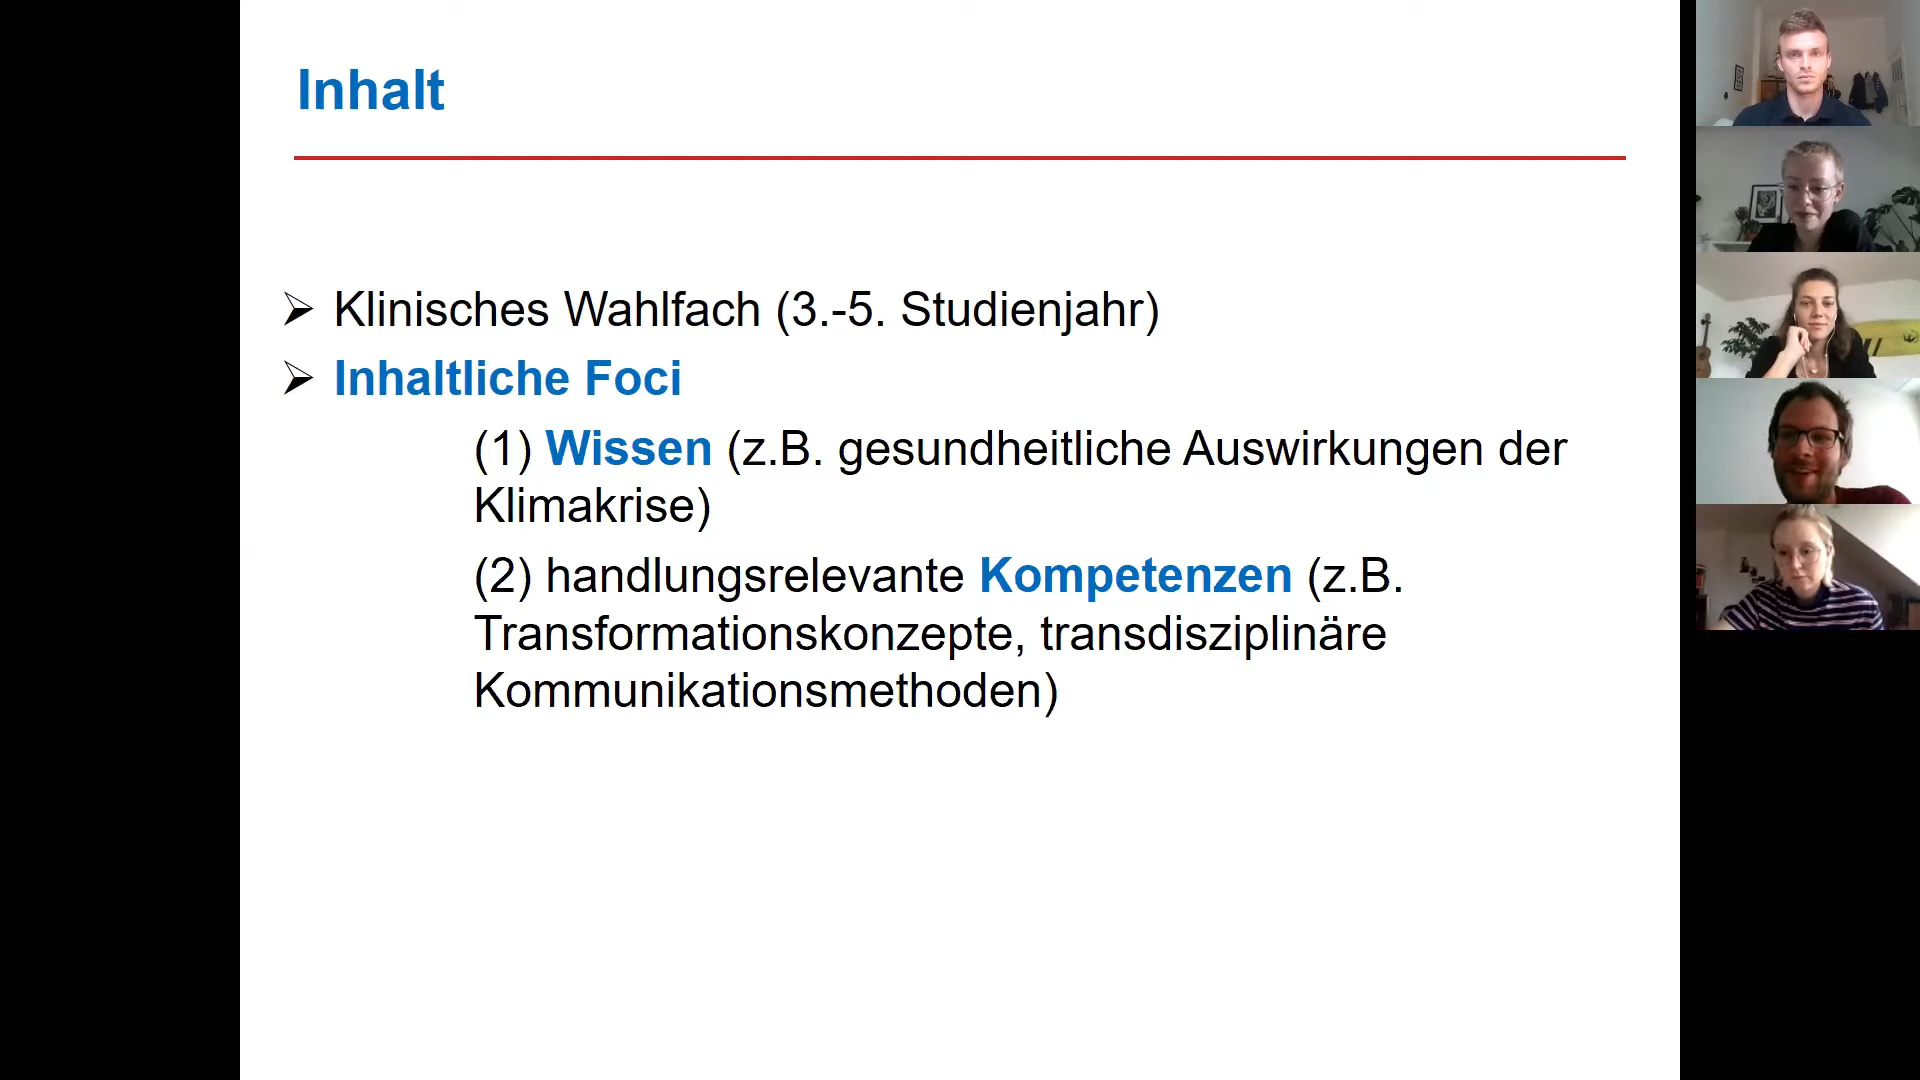 Inhalt
Klinisches Wahlfach (3.-5. Studienjahr)
Inhaltliche Foci
(1) Wissen (z.B. gesundheitliche Auswirkungen der
Klimakrise)
(2) handlungsrelevante Kompetenzen (z.B.
Transformationskonzepte, transdisziplinäre
Kommunikationsmethoden)